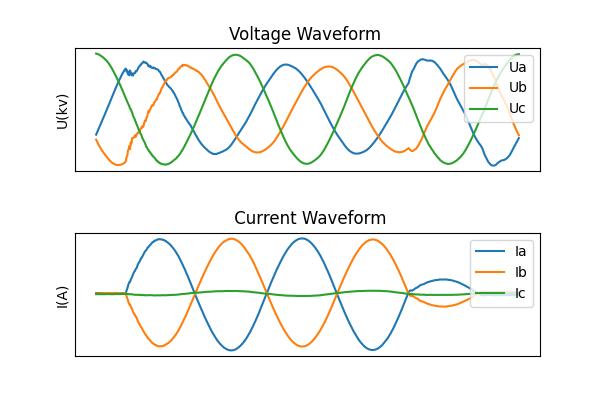 Voltage Waveform
U(kv)
Ua
Ub
Uc
Current Waveform
I(A)
Ia
Ib
Ic